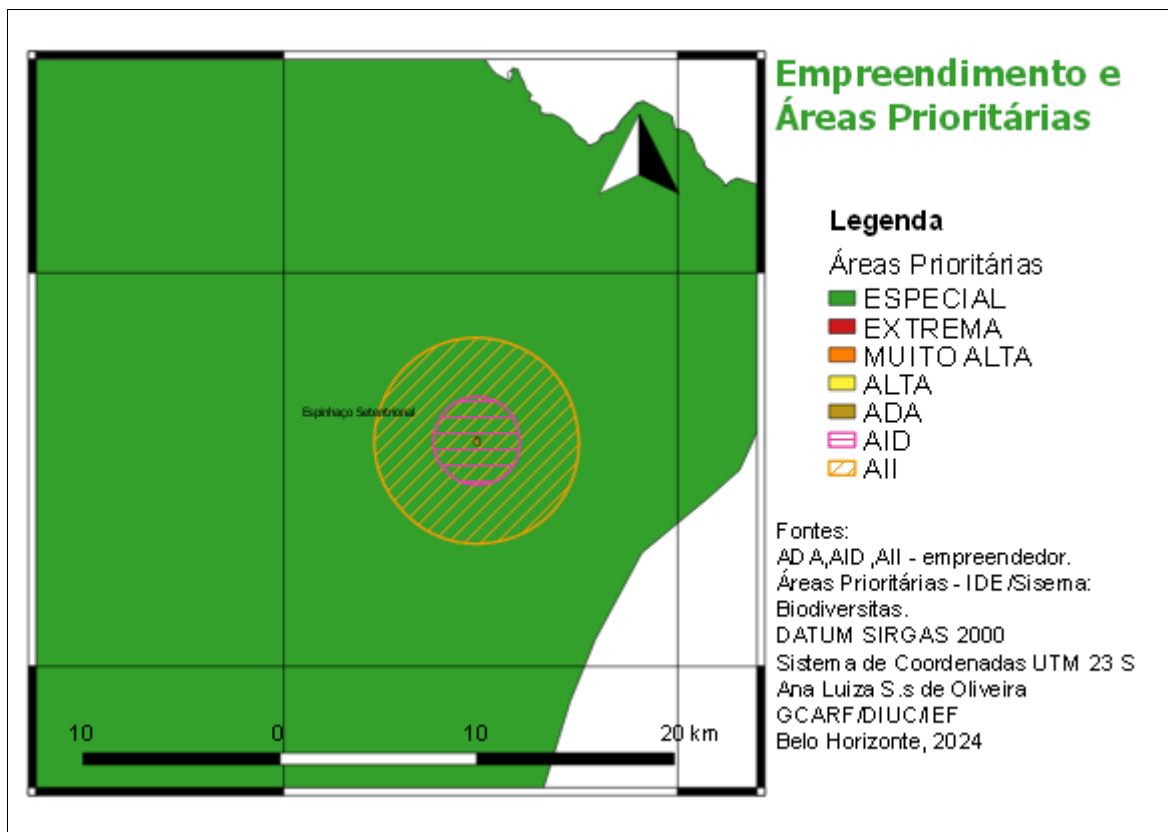 Empreendimento e
Áreas Prioritárias
Legenda
Áreas Prioritárias
ESPECIAL
EXTREMA
MUITO ALTA
ALTA
ADA
AID
AII
Espinhaço Setentrional
Fontes:
ADA,AID ,AII - empreendedor.
Áreas Prioritárias - IDE/Sisema:
Biodiversitas.
DATUM SIRGAS 2000
Sistema de Coordenadas UTM 23 S
Ana Luiza S.s de Oliveira
GCARF/DIUC/IEF
Belo Horizonte, 2024
10 0 10 20 km